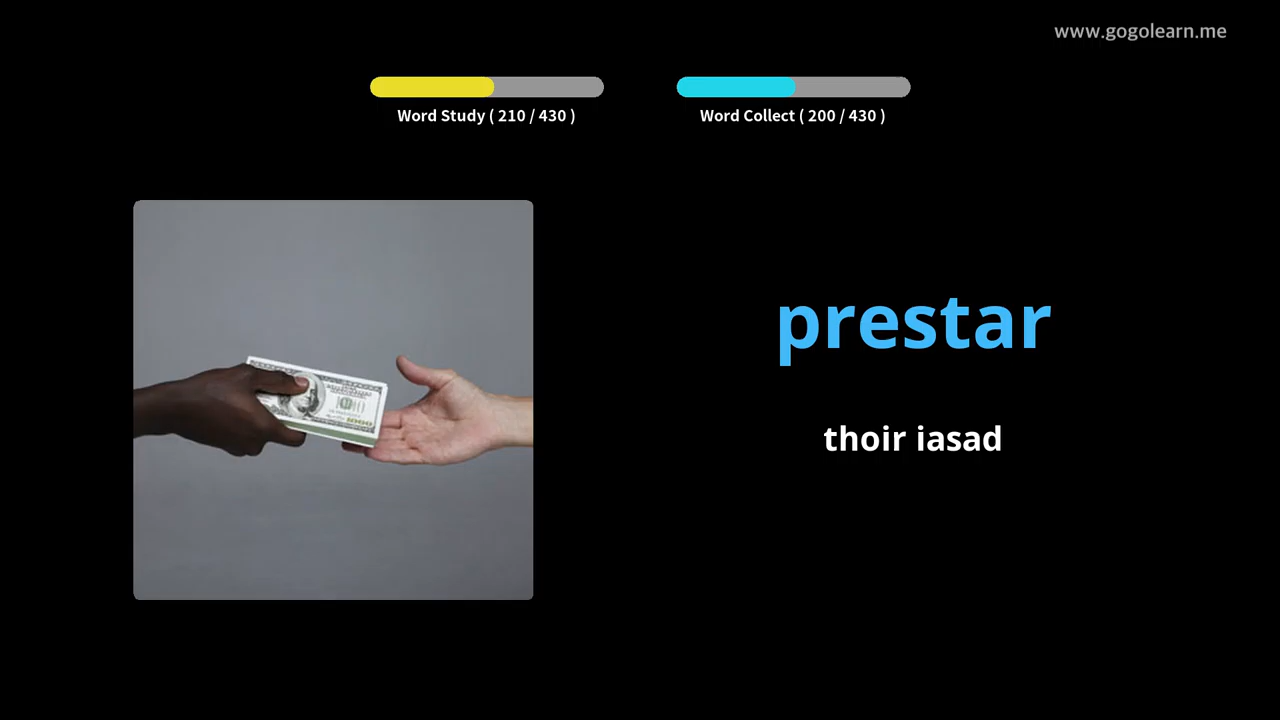 www.gogolearn.me
Word Study ( 210 / 430 )
Word Collect ( 200 / 430 )
prestar
thoir iasad